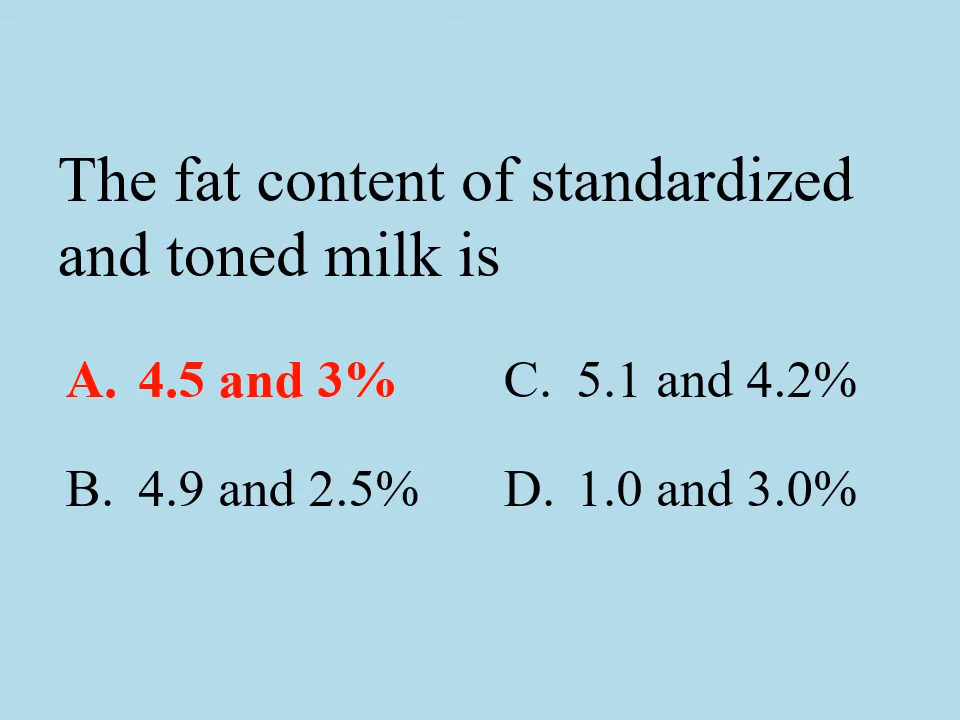 The fat content of standardized
and toned milk is
A. 4.5 and 3%
C. 5.1 and 4.2%
B. 4.9 and 2.5%
D. 1.0 and 3.0%